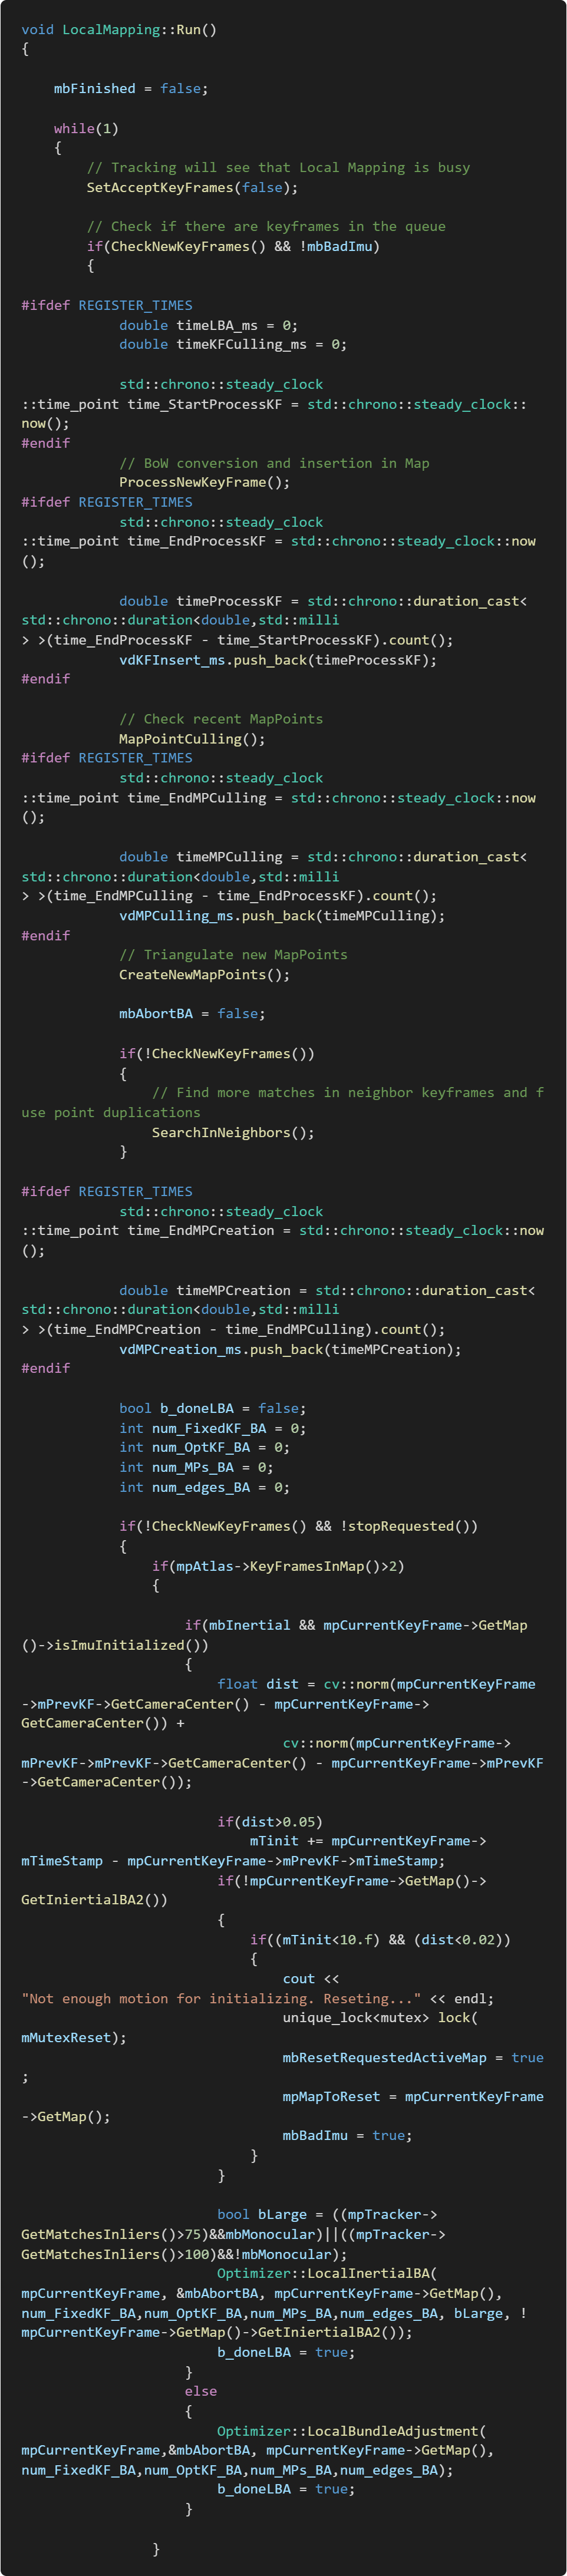 void LocalMapping::Run()
{
    mbFinished = false;
    while(1)
    {
        // Tracking will see that Local Mapping is busy
        SetAcceptKeyFrames(false);
        // Check if there are keyframes in the queue
        if(CheckNewKeyFrames() && !mbBadImu)
        {
#ifdef REGISTER_TIMES
            double timeLBA_ms = 0;
            double timeKFCulling_ms = 0;
            std::chrono::steady_clock
::time_point time_StartProcessKF = std::chrono::steady_clock::
now();
#endif
            // BoW conversion and insertion in Map
            ProcessNewKeyFrame();
#ifdef REGISTER_TIMES
            std::chrono::steady_clock
::time_point time_EndProcessKF = std::chrono::steady_clock::now
();
            double timeProcessKF = std::chrono::duration_cast<
std::chrono::duration<double,std::milli
> >(time_EndProcessKF - time_StartProcessKF).count();
            vdKFInsert_ms.push_back(timeProcessKF);
#endif
            // Check recent MapPoints
            MapPointCulling();
#ifdef REGISTER_TIMES
            std::chrono::steady_clock
::time_point time_EndMPCulling = std::chrono::steady_clock::now
();
            double timeMPCulling = std::chrono::duration_cast<
std::chrono::duration<double,std::milli
> >(time_EndMPCulling - time_EndProcessKF).count();
            vdMPCulling_ms.push_back(timeMPCulling);
#endif
            // Triangulate new MapPoints
            CreateNewMapPoints();
            mbAbortBA = false;
            if(!CheckNewKeyFrames())
            {
                // Find more matches in neighbor keyframes and f
use point duplications
                SearchInNeighbors();
            }
#ifdef REGISTER_TIMES
            std::chrono::steady_clock
::time_point time_EndMPCreation = std::chrono::steady_clock::now
();
            double timeMPCreation = std::chrono::duration_cast<
std::chrono::duration<double,std::milli
> >(time_EndMPCreation - time_EndMPCulling).count();
            vdMPCreation_ms.push_back(timeMPCreation);
#endif
            bool b_doneLBA = false;
            int num_FixedKF_BA = 0;
            int num_OptKF_BA = 0;
            int num_MPs_BA = 0;
            int num_edges_BA = 0;
            if(!CheckNewKeyFrames() && !stopRequested())
            {
                if(mpAtlas->KeyFramesInMap()>2)
                {
                    if(mbInertial && mpCurrentKeyFrame->GetMap
()->isImuInitialized())
                    {
                        float dist = cv::norm(mpCurrentKeyFrame
->mPrevKF->GetCameraCenter() - mpCurrentKeyFrame->
GetCameraCenter()) +
                                cv::norm(mpCurrentKeyFrame->
mPrevKF->mPrevKF->GetCameraCenter() - mpCurrentKeyFrame->mPrevKF
->GetCameraCenter());
                        if(dist>0.05)
                            mTinit += mpCurrentKeyFrame->
mTimeStamp - mpCurrentKeyFrame->mPrevKF->mTimeStamp;
                        if(!mpCurrentKeyFrame->GetMap()->
GetIniertialBA2())
                        {
                            if((mTinit<10.f) && (dist<0.02))
                            {
                                cout <<
"Not enough motion for initializing. Reseting..." << endl;
                                unique_lock<mutex> lock(
mMutexReset);
                                mbResetRequestedActiveMap = true
;
                                mpMapToReset = mpCurrentKeyFrame
->GetMap();
                                mbBadImu = true;
                            }
                        }
                        bool bLarge = ((mpTracker->
GetMatchesInliers()>75)&&mbMonocular)||((mpTracker->
GetMatchesInliers()>100)&&!mbMonocular);
                        Optimizer::LocalInertialBA(
mpCurrentKeyFrame, &mbAbortBA, mpCurrentKeyFrame->GetMap(),
num_FixedKF_BA,num_OptKF_BA,num_MPs_BA,num_edges_BA, bLarge, !
mpCurrentKeyFrame->GetMap()->GetIniertialBA2());
                        b_doneLBA = true;
                    }
                    else
                    {
                        Optimizer::LocalBundleAdjustment(
mpCurrentKeyFrame,&mbAbortBA, mpCurrentKeyFrame->GetMap(),
num_FixedKF_BA,num_OptKF_BA,num_MPs_BA,num_edges_BA);
                        b_doneLBA = true;
                    }
                }